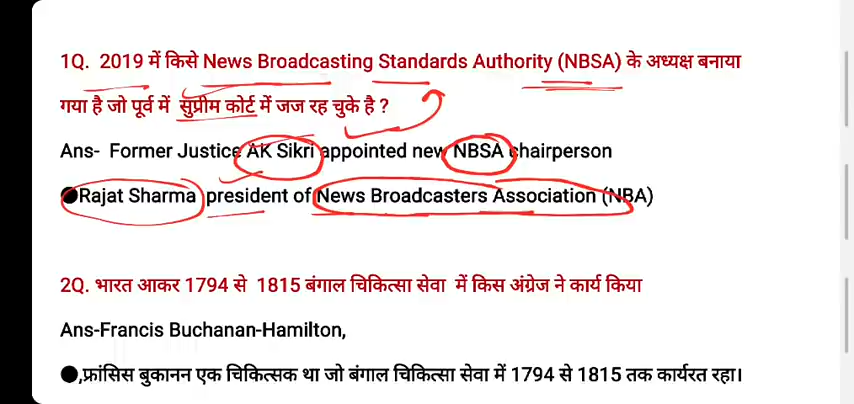 1Q. 2019 में किसे News Broadcasting Standards Authority (NBSA) के अध्यक्ष बनाया
गया है जो पूर्व में सुप्रीम कोर्ट में जज रह चुके है ?
Ans- Former Justice AK Sikri appointed new NBSA chairperson
●Rajat Sharma president of News Broadcasters Association (NBA)
2Q. भारत आकर 1794 से 1815 बंगाल चिकित्सा सेवा में किस अंग्रेज ने कार्य किया
Ans-Francis Buchanan-Hamilton,
●,फ्रांसिस बुकानन एक चिकित्सक था जो बंगाल चिकित्सा सेवा में 1794 से 1815 तक कार्यरत रहा।